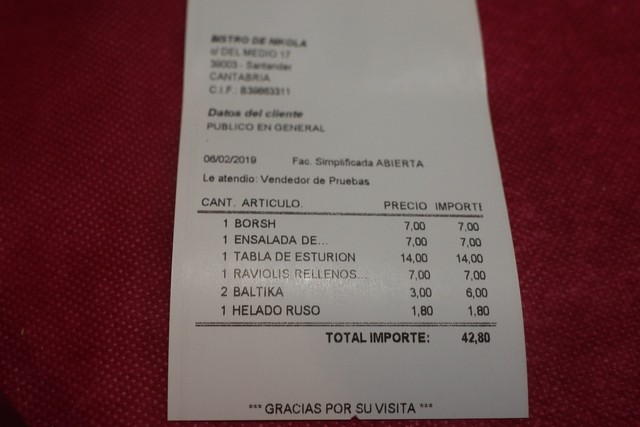 BISTRO DE NIKOLA
c/ DEL MEDIO 17
39003 - Santander
CANTABRIA
C.I.F.: B39863311
Datos del cliente
PUBLICO EN GENERAL
06/02/2019 Fac. Simplificada ABIERTA
Le atendio: Vendedor de Pruebas
CANT. ARTICULO. PRECIO IMPORTE
1 BORSH 7,00 7,00
1 ENSALADA DE... 7,00 7,00
1 TABLA DE ESTURION 14,00 14,00
1 RAVIOLIS RELLENOS... 7,00 7,00
2 BALTIKA 3,00 6,00
1 HELADO RUSO 1,80 1,80
TOTAL IMPORTE: 42,80
*** GRACIAS POR SU VISITA ***